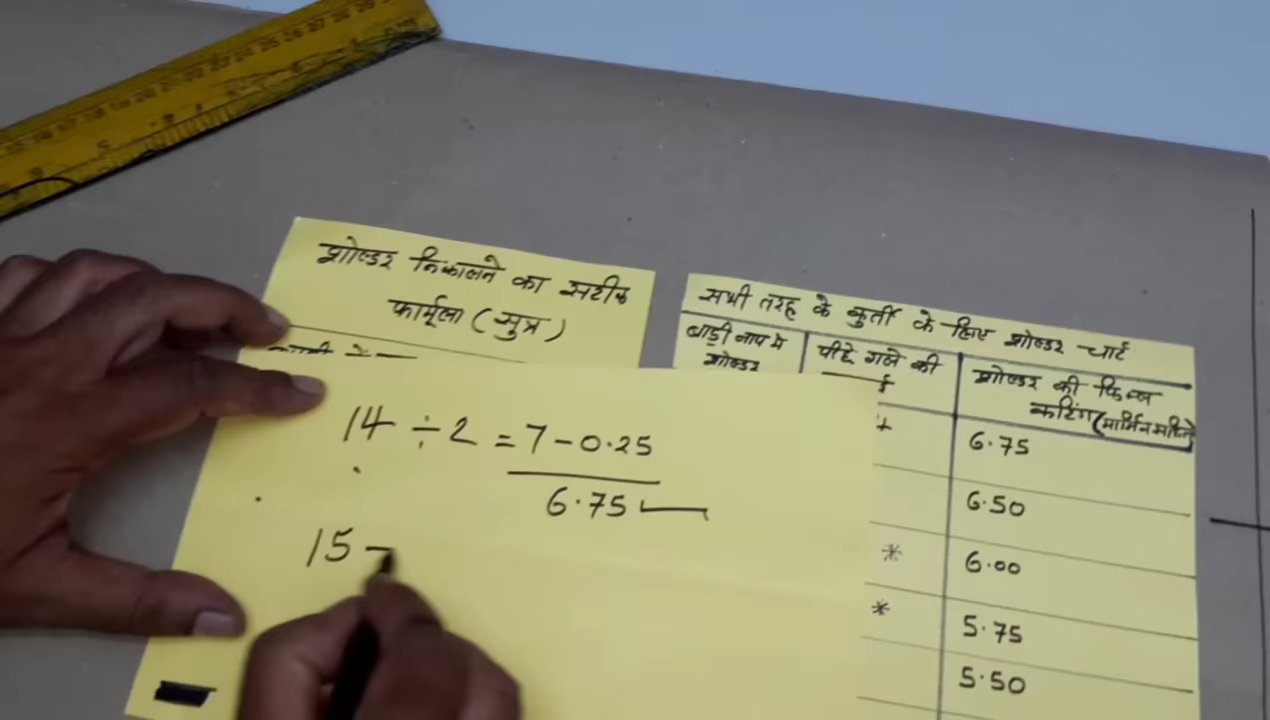 शोल्डर निकालने का सटीक
फार्मूला (सुत्र)
सभी तरह के कुर्ती के लिए शोल्डर चार्ट
बाड़ी नाप मे
शोल्डर
पीछे गले की
शोल्डर की फिनल
कटिंग (मार्जिन सहित)
14 ÷ 2 = 7 - 0.25
6.75
15
6.75
6.50
* 6.00
* 5.75
5.50